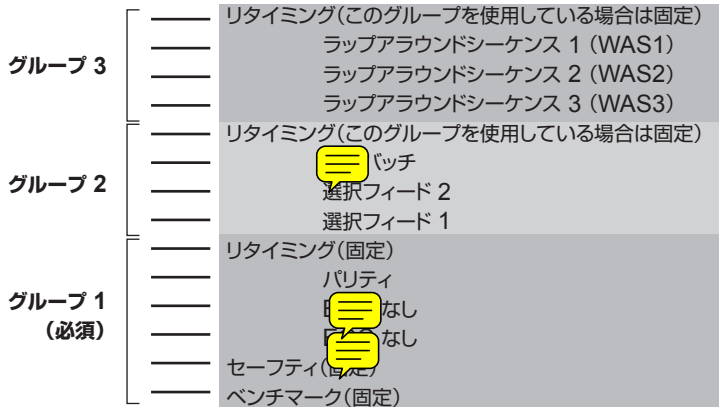 グループ 3
リタイミング(このグループを使用している場合は固定)
ラップアラウンドシーケンス 1 (WAS1)
ラップアラウンドシーケンス 2 (WAS2)
ラップアラウンドシーケンス 3 (WAS3)
グループ 2
リタイミング(このグループを使用している場合は固定)
バッチ
選択フィード 2
選択フィード 1
グループ 1
(必須)
リタイミング(固定)
パリティ
なし
なし
セーフティ(固定)
ベンチマーク(固定)